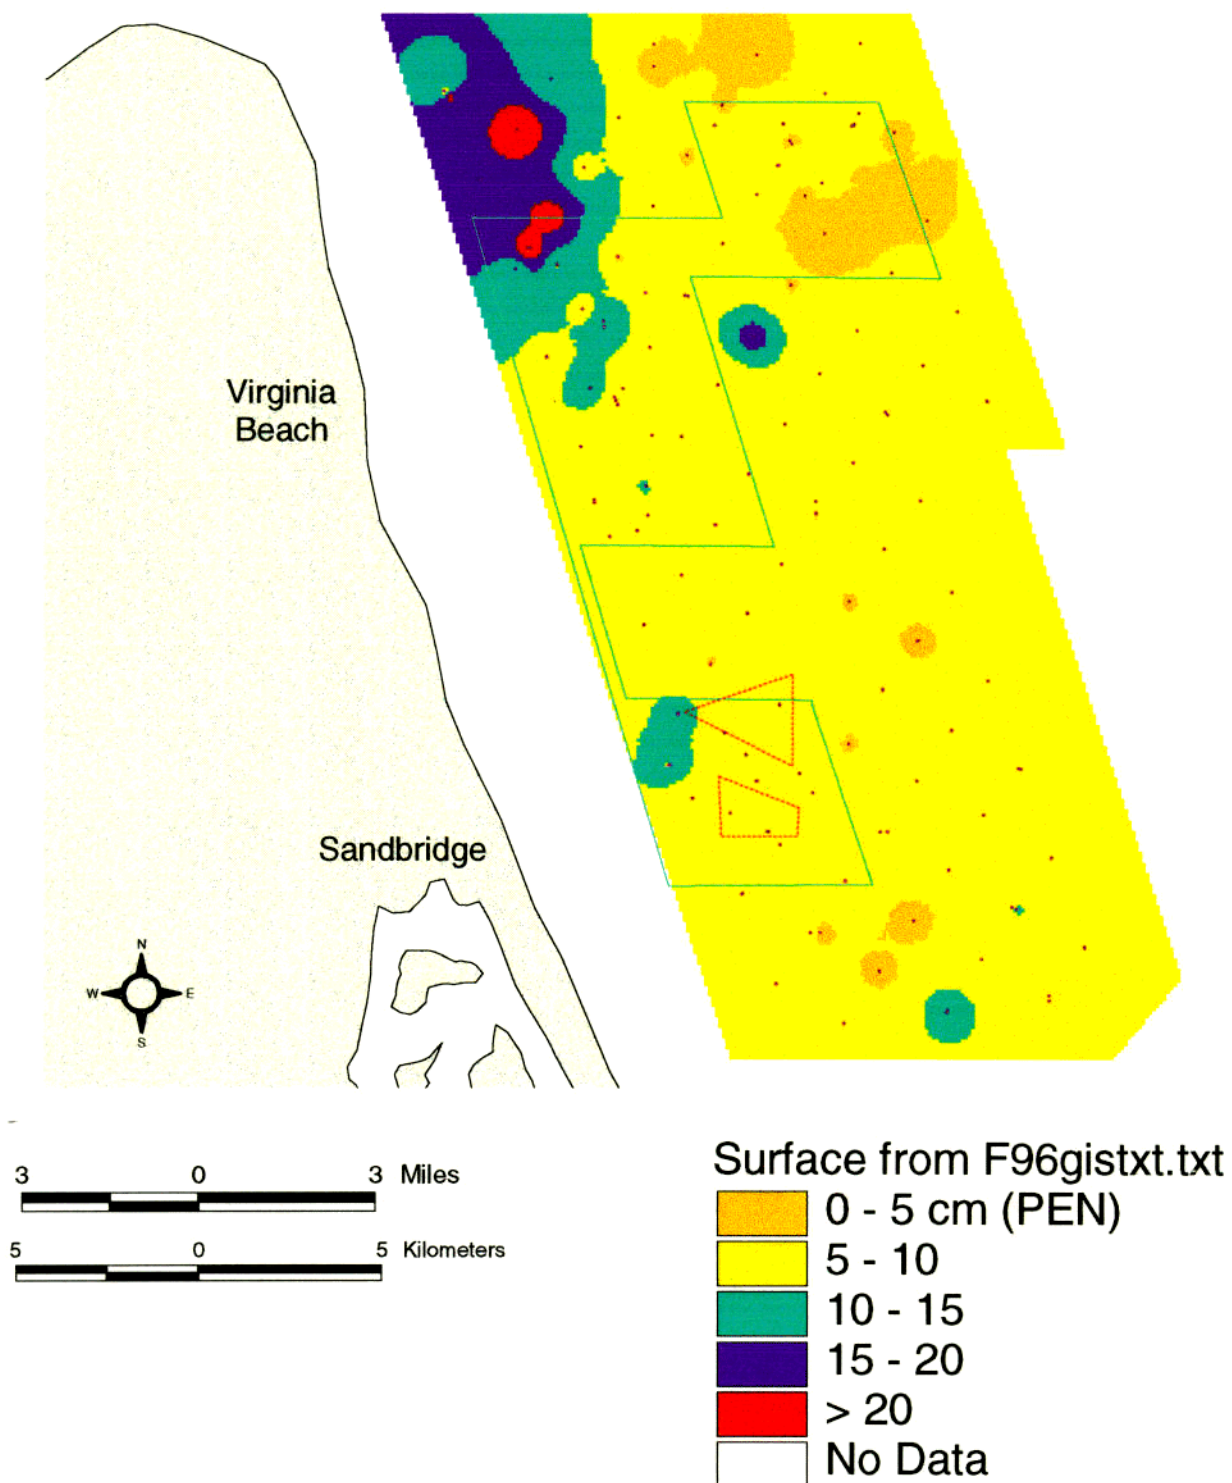 Virginia
Beach
Sandbridge
N
W
E
S
3 0 3 Miles
5 0 5 Kilometers
Surface from F96gistxt.txt
0 - 5 cm (PEN)
5 - 10
10 - 15
15 - 20
> 20
No Data